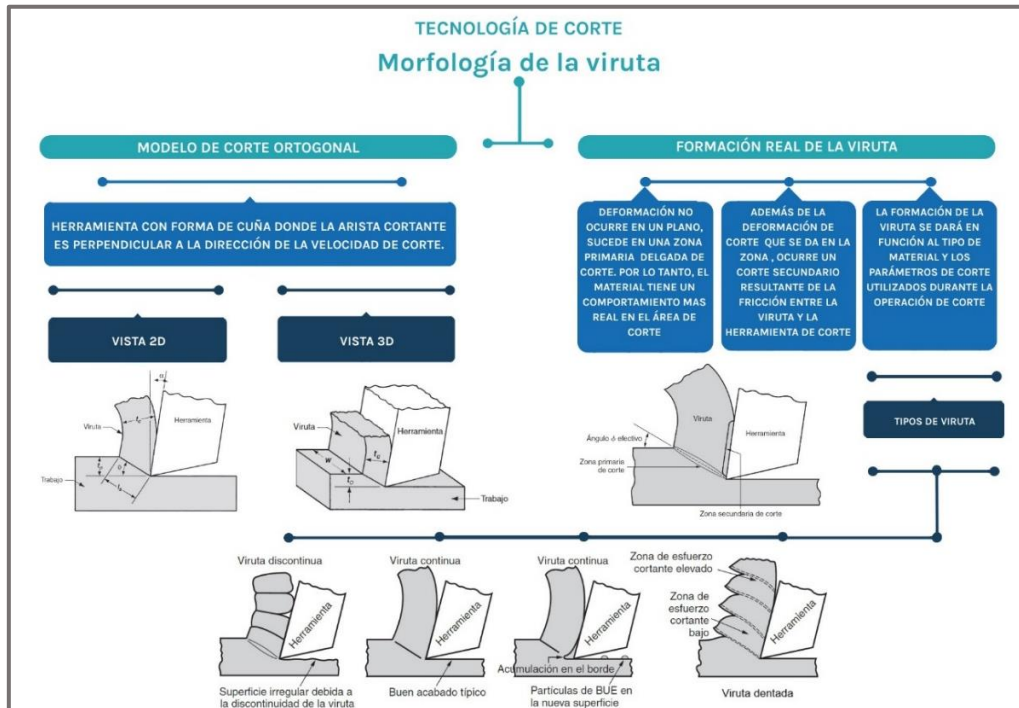 TECNOLOGÍA DE CORTE
Morfología de la viruta
MODELO DE CORTE ORTOGONAL
HERRAMIENTA CON FORMA DE CUÑA DONDE LA ARISTA CORTANTE
ES PERPENDICULAR A LA DIRECCIÓN DE LA VELOCIDAD DE CORTE.
VISTA 2D
VISTA 3D
FORMACIÓN REAL DE LA VIRUTA
DEFORMACIÓN NO
OCURRE EN UN PLANO,
SUCEDE EN UNA ZONA
PRIMARIA DELGADA DE
CORTE. POR LO TANTO, EL
MATERIAL TIENE UN
COMPORTAMIENTO MAS
REAL EN EL ÁREA DE
CORTE
ADEMÁS DE LA
DEFORMACIÓN DE
CORTE QUE SE DA EN LA
ZONA , OCURRE UN
CORTE SECUNDARIO
RESULTANTE DE LA
FRICCIÓN ENTRE LA
VIRUTA Y LA
HERRAMIENTA DE CORTE
LA FORMACIÓN DE LA
VIRUTA SE DARÁ EN
FUNCIÓN AL TIPO DE
MATERIAL Y LOS
PARÁMETROS DE CORTE
UTILIZADOS DURANTE LA
OPERACIÓN DE CORTE
TIPOS DE VIRUTA
α
Viruta
Herramienta
Trabajo
Viruta
Herramienta
w
Trabajo
Viruta
Herramienta
Ángulo ϕ efectivo
Zona primaria
de corte
Zona secundaria de corte
Viruta discontinua
Herramienta
Superficie irregular debida a
la discontinuidad de la viruta
Viruta continua
Herramienta
Buen acabado típico
Viruta continua
Herramienta
Acumulación en el borde
Partículas de BUE en
la nueva superficie
Zona de esfuerzo
cortante elevado
Zona de
esfuerzo
cortante
bajo
Herramienta
Viruta dentada